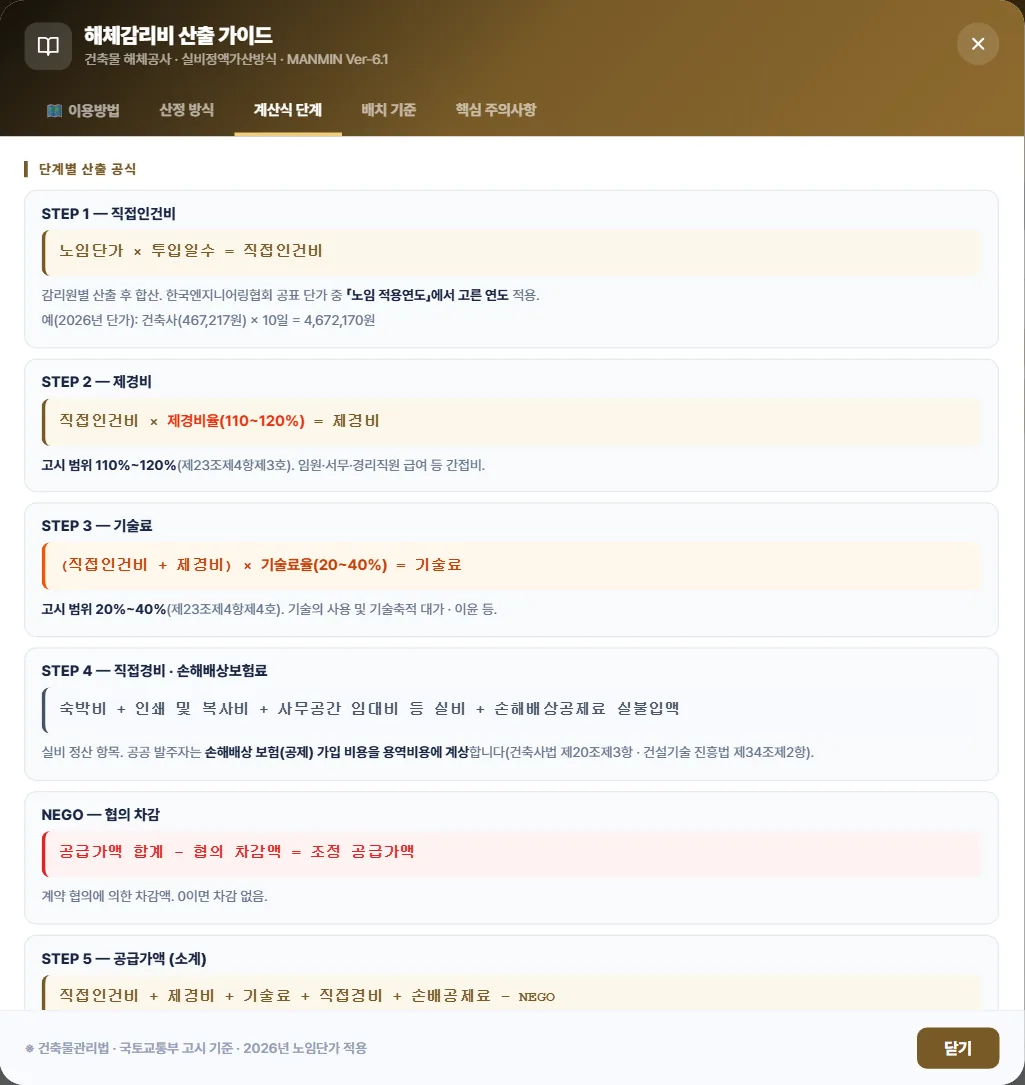 해체감리비 산출 가이드
건축물 해체공사 · 실비정액가산방식 · MANMIN Ver-6.1
이용방법 산정 방식 계산식 단계 배치 기준 핵심 주의사항
단계별 산출 공식
STEP 1 — 직접인건비
노임단가 × 투입일수 = 직접인건비
감리원별 산출 후 합산. 한국엔지니어링협회 공표 단가 중 「노임 적용연도」에서 고른 연도 적용.
예(2026년 단가): 건축사(467,217원) × 10일 = 4,672,170원
STEP 2 — 제경비
직접인건비 × 제경비율(110~120%) = 제경비
고시 범위 110%~120%(제23조제4항제3호). 임원·서무·경리직원 급여 등 간접비.
STEP 3 — 기술료
(직접인건비 + 제경비) × 기술료율(20~40%) = 기술료
고시 범위 20%~40%(제23조제4항제4호). 기술의 사용 및 기술축적 대가 · 이윤 등.
STEP 4 — 직접경비 · 손해배상보험료
숙박비 + 인쇄 및 복사비 + 사무공간 임대비 등 실비 + 손해배상공제료 실불입액
실비 정산 항목. 공공 발주자는 손해배상 보험(공제) 가입 비용을 용역비용에 계상합니다(건축사법 제20조제3항 · 건설기술 진흥법 제34조제2항).
NEGO — 협의 차감
공급가액 합계 − 협의 차감액 = 조정 공급가액
계약 협의에 의한 차감액. 0이면 차감 없음.
STEP 5 — 공급가액 (소계)
직접인건비 + 제경비 + 기술료 + 직접경비 + 손배공제료 − NEGO
※ 건축물관리법 · 국토교통부 고시 기준 · 2026년 노임단가 적용
닫기